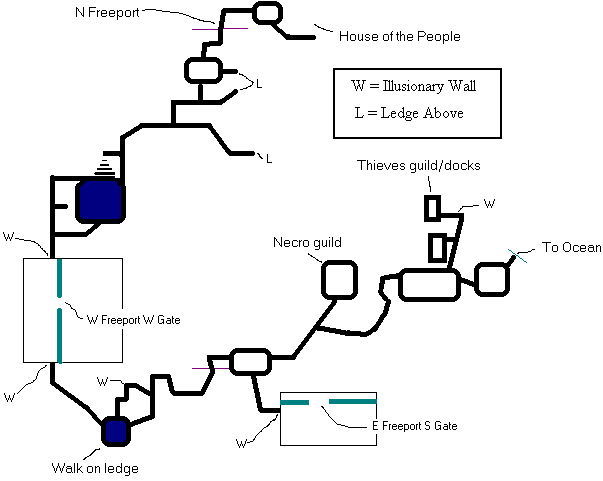 N Freeport
House of the People
L
W = Illusionary Wall
L = Ledge Above
L
Thieves guild/docks
W
W
Necro guild
To Ocean
W Freeport W Gate
W
W
E Freeport S Gate
W
Walk on ledge